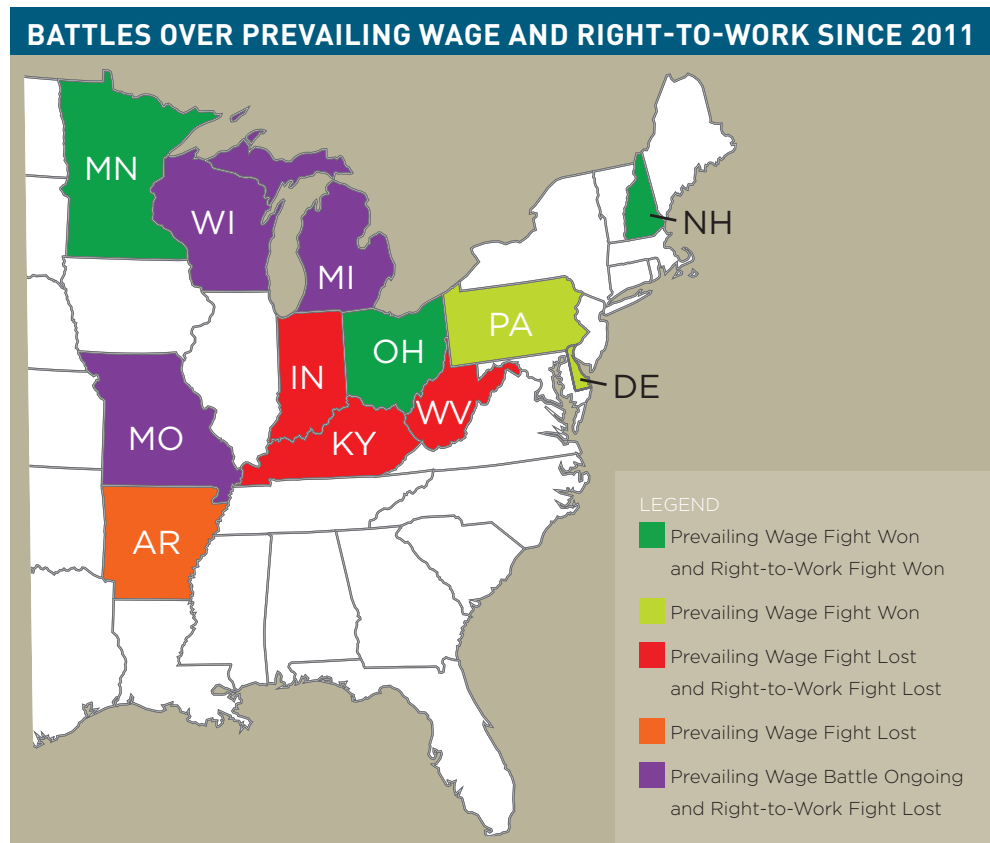 BATTLES OVER PREVAILING WAGE AND RIGHT-TO-WORK SINCE 2011
MN
WI
MI
NH
PA
OH
IN
DE
WV
KY
MO
AR
LEGEND
Prevailing Wage Fight Won
and Right-to-Work Fight Won
Prevailing Wage Fight Won
Prevailing Wage Fight Lost
and Right-to-Work Fight Lost
Prevailing Wage Fight Lost
Prevailing Wage Battle Ongoing
and Right-to-Work Fight Lost